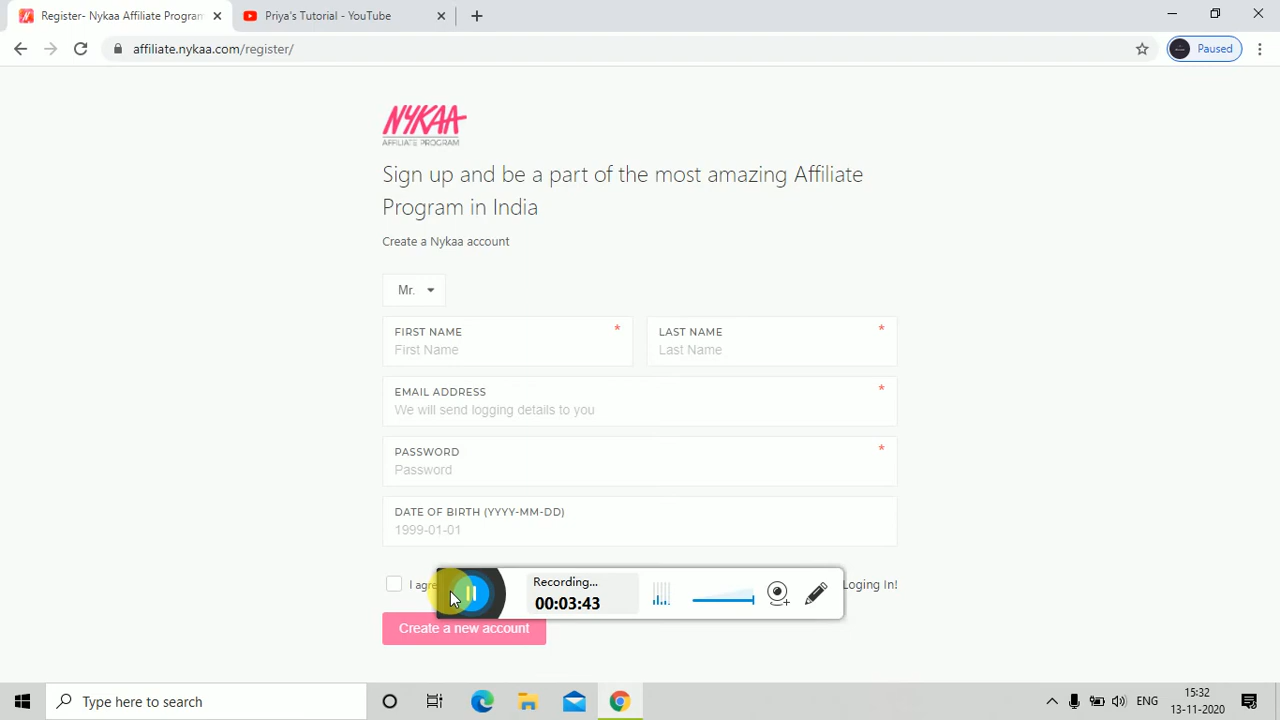 Register- Nykaa Affiliate Program
Priya's Tutorial - YouTube
affiliate.nykaa.com/register/
Paused
NYKAA
AFFILIATE PROGRAM
Sign up and be a part of the most amazing Affiliate
Program in India
Create a Nykaa account
Mr.
FIRST NAME *
First Name
LAST NAME *
Last Name
EMAIL ADDRESS *
We will send logging details to you
PASSWORD *
Password
DATE OF BIRTH (YYYY-MM-DD)
1999-01-01
I agre
Loging In!
Recording...
00:03:43
Create a new account
Type here to search
ENG
15:32
13-11-2020